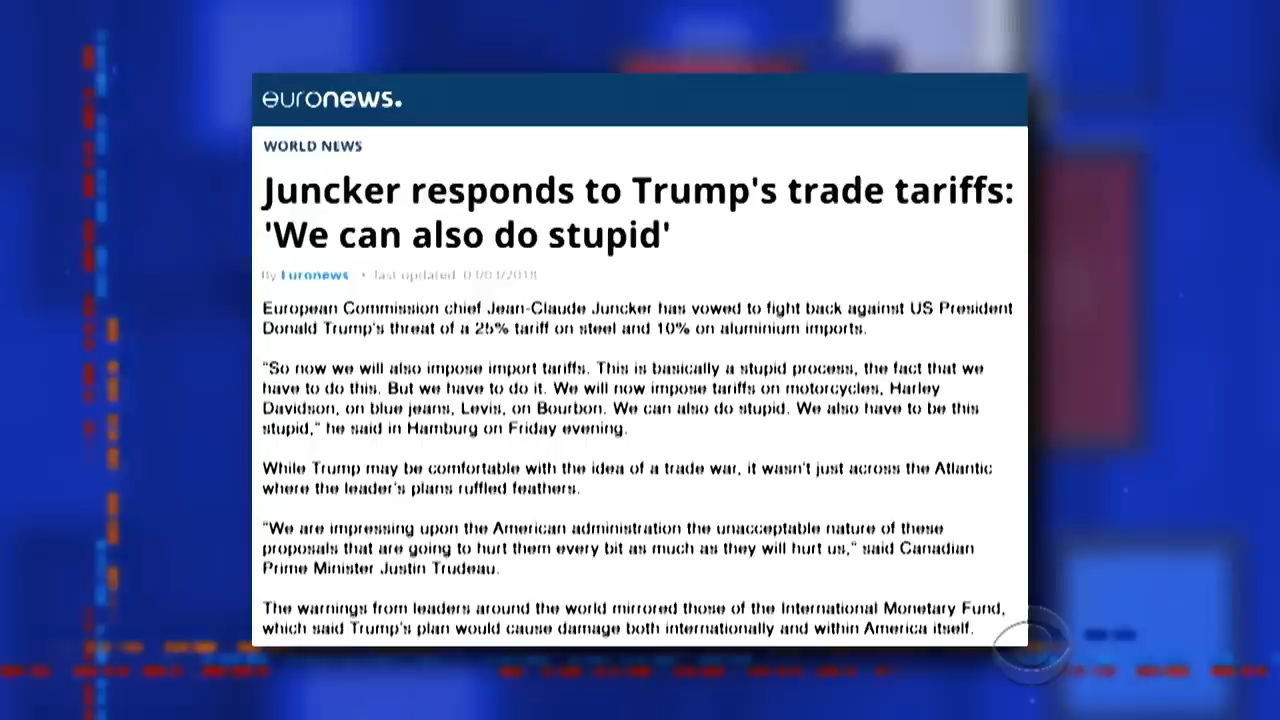 euronews.
WORLD NEWS
Juncker responds to Trump's trade tariffs:
'We can also do stupid'
By Euronews • last updated: 03/03/2018
European Commission chief Jean-Claude Juncker has vowed to fight back against US President
Donald Trump's threat of a 25% tariff on steel and 10% on aluminium imports.
"So now we will also impose import tariffs. This is basically a stupid process, the fact that we
have to do this. But we have to do it. We will now impose tariffs on motorcycles, Harley
Davidson, on blue jeans, Levis, on Bourbon. We can also do stupid. We also have to be this
stupid," he said in Hamburg on Friday evening.
While Trump may be comfortable with the idea of a trade war, it wasn't just across the Atlantic
where the leader's plans ruffled feathers.
"We are impressing upon the American administration the unacceptable nature of these
proposals that are going to hurt them every bit as much as they will hurt us," said Canadian
Prime Minister Justin Trudeau.
The warnings from leaders around the world mirrored those of the International Monetary Fund,
which said Trump's plan would cause damage both internationally and within America itself.